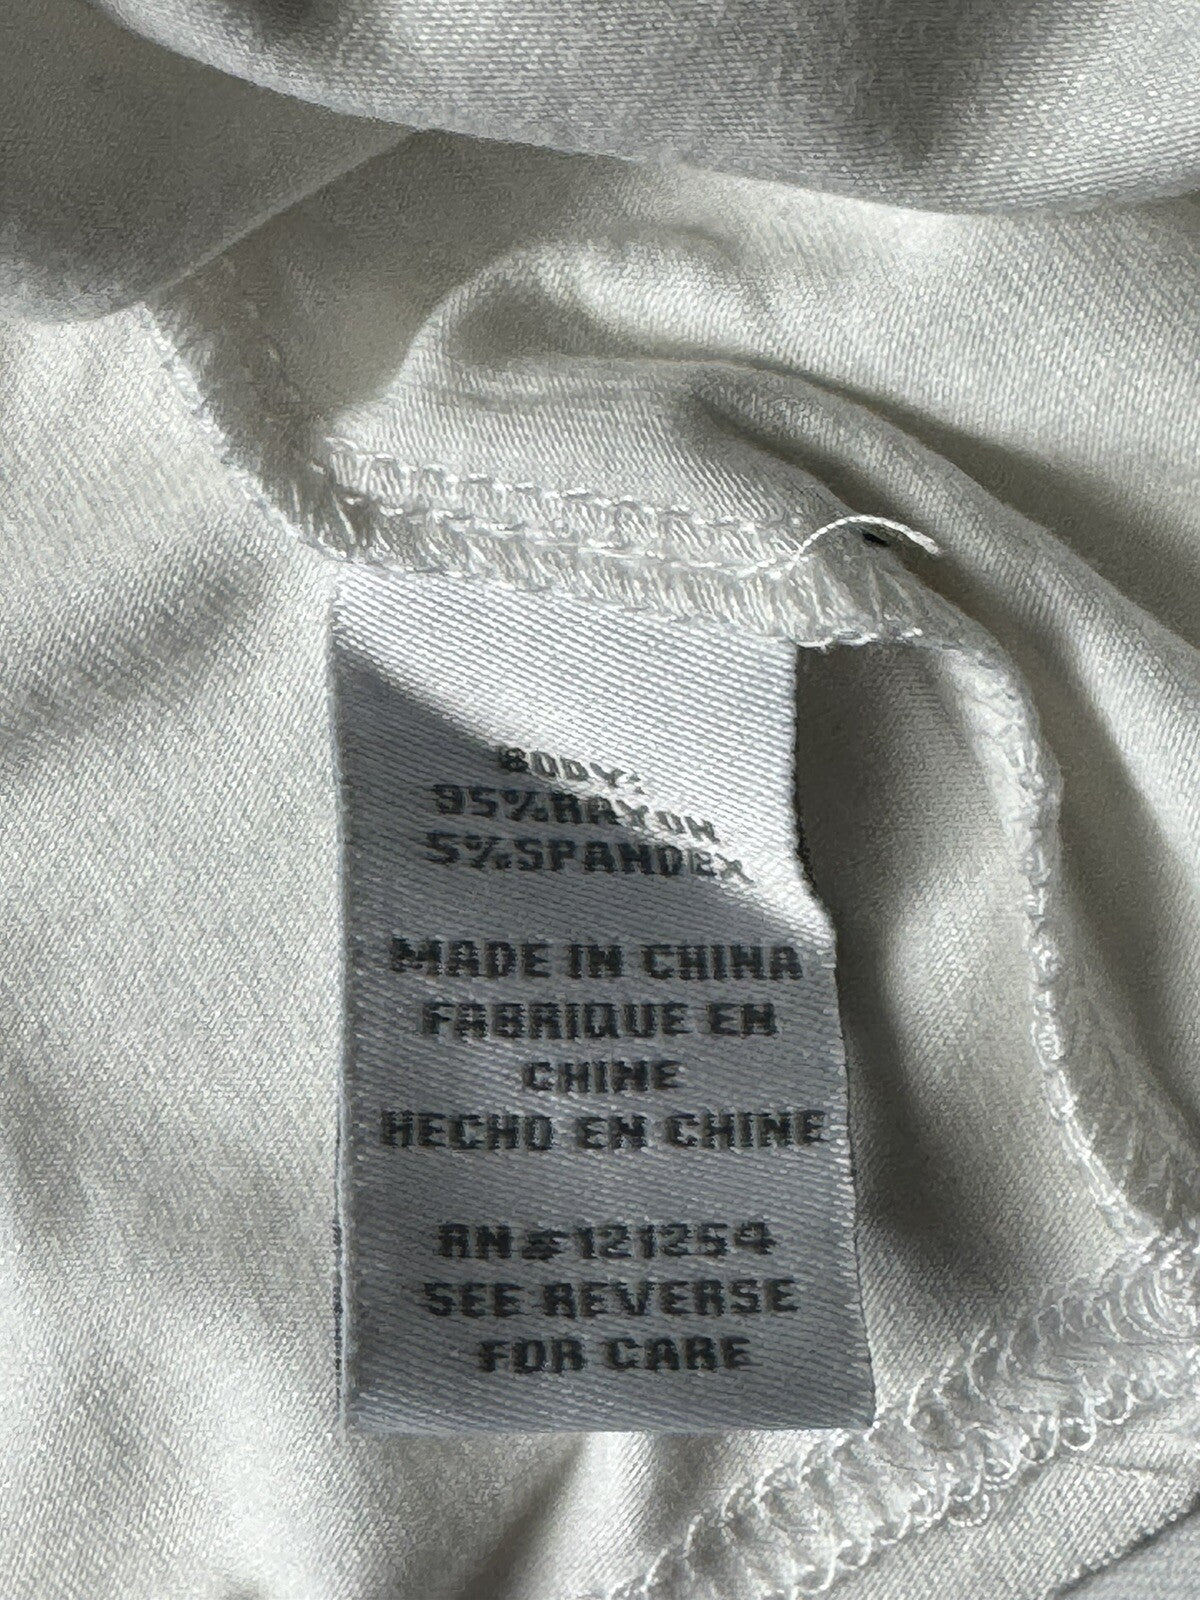 BODY:
95%RAYON
5%SPANDEX
MADE IN CHINA
FABRIQUE EN
CHINE
HECHO EN CHINE
RN#121254
SEE REVERSE
FOR CARE